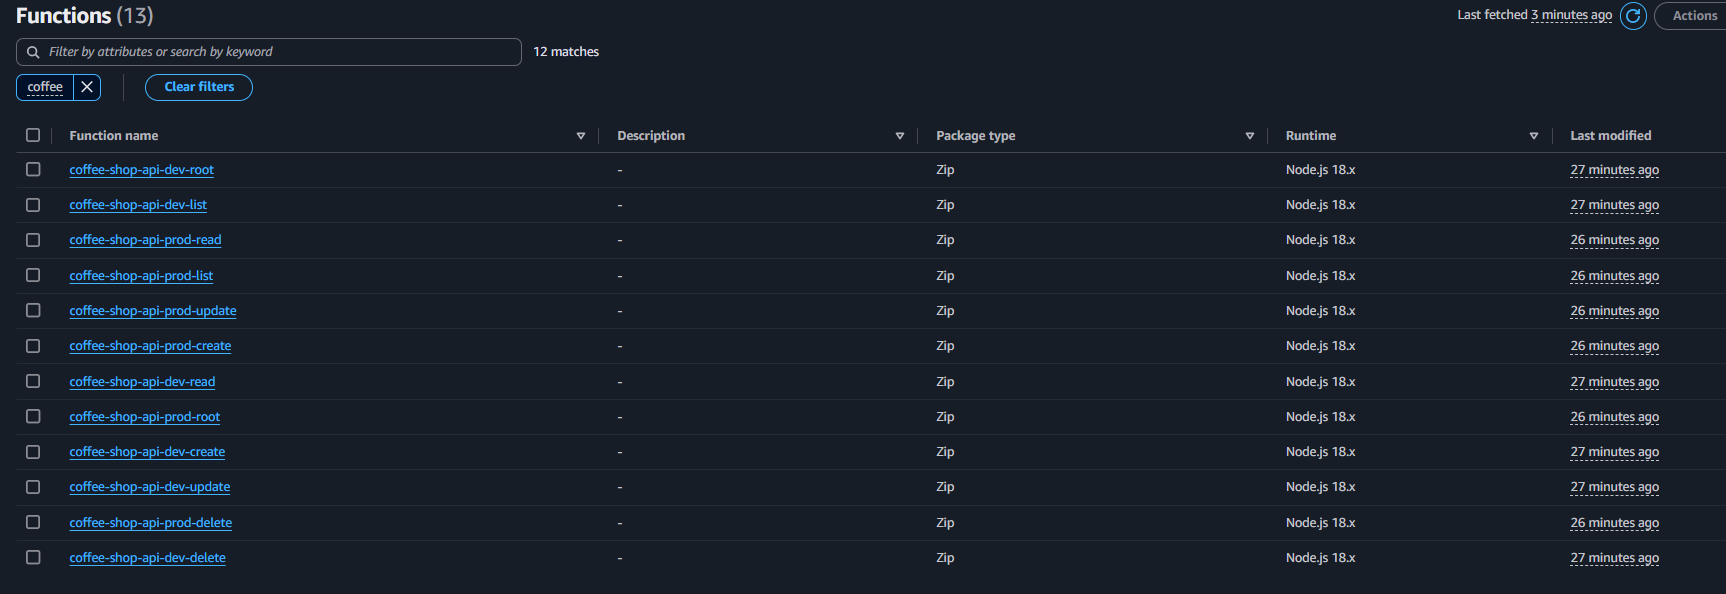 Functions (13)
Last fetched 3 minutes ago
Actions
Filter by attributes or search by keyword
12 matches
coffee
Clear filters
Function name Description Package type Runtime Last modified
coffee-shop-api-dev-root - Zip Node.js 18.x 27 minutes ago
coffee-shop-api-dev-list - Zip Node.js 18.x 27 minutes ago
coffee-shop-api-prod-read - Zip Node.js 18.x 26 minutes ago
coffee-shop-api-prod-list - Zip Node.js 18.x 26 minutes ago
coffee-shop-api-prod-update - Zip Node.js 18.x 26 minutes ago
coffee-shop-api-prod-create - Zip Node.js 18.x 26 minutes ago
coffee-shop-api-dev-read - Zip Node.js 18.x 27 minutes ago
coffee-shop-api-prod-root - Zip Node.js 18.x 26 minutes ago
coffee-shop-api-dev-create - Zip Node.js 18.x 27 minutes ago
coffee-shop-api-dev-update - Zip Node.js 18.x 27 minutes ago
coffee-shop-api-prod-delete - Zip Node.js 18.x 26 minutes ago
coffee-shop-api-dev-delete - Zip Node.js 18.x 27 minutes ago